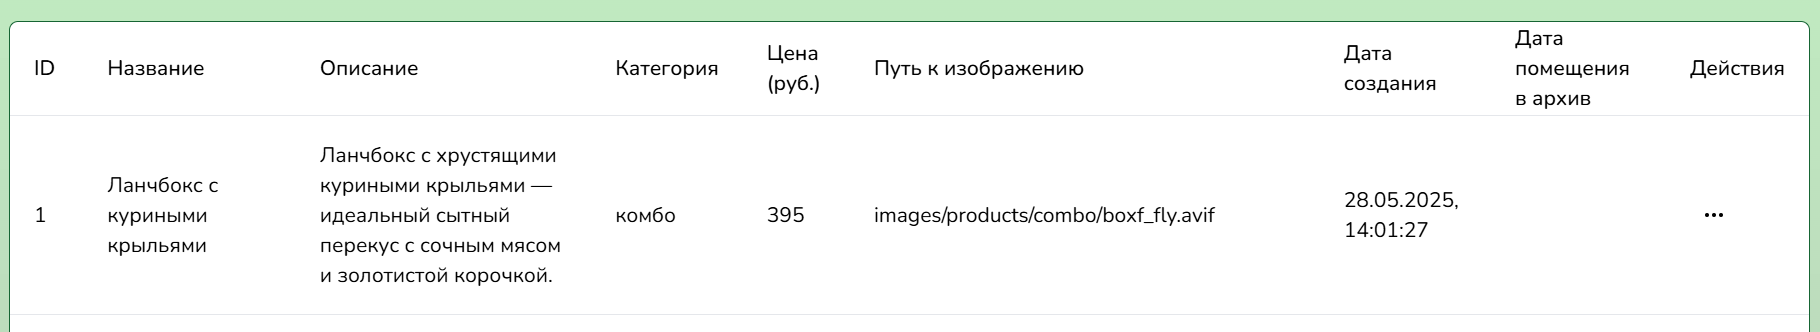 ID
Название
Описание
Категория
Цена
(руб.)
Путь к изображению
Дата
создания
Дата
помещения
в архив
Действия
1
Ланчбокс с
куриными
крыльями
Ланчбокс с хрустящими
куриными крыльями —
идеальный сытный
перекус с сочным мясом
и золотистой корочкой.
комбо
395
images/products/combo/boxf_fly.avif
28.05.2025,
14:01:27